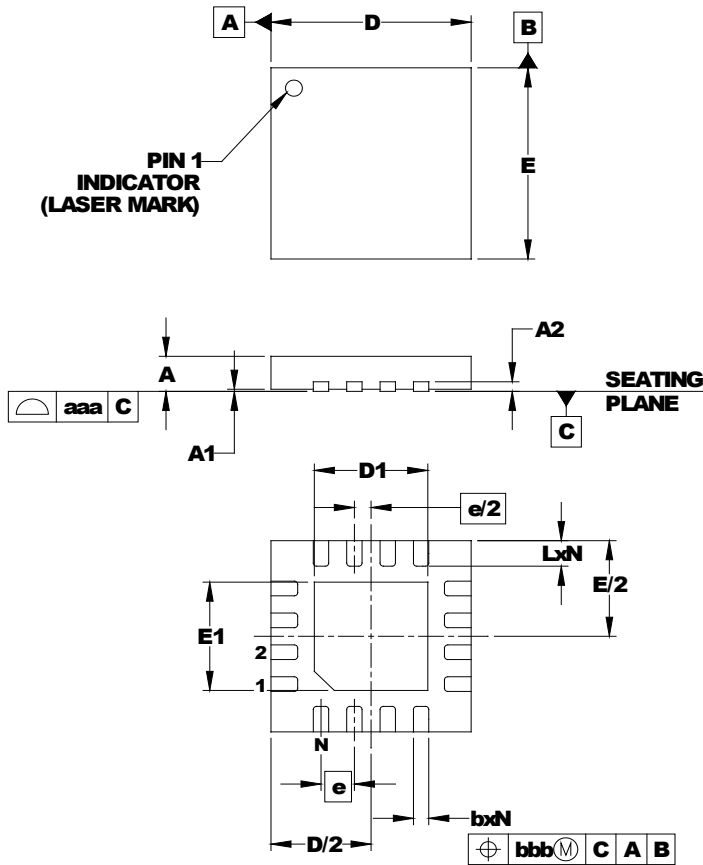 A
D
B
PIN 1
INDICATOR
(LASER MARK)
E
A
A2
SEATING
PLANE
aaa C
C
A1
D1
e/2
LxN
E/2
E1
2
1
N
e
bxN
D/2
bbb M C A B